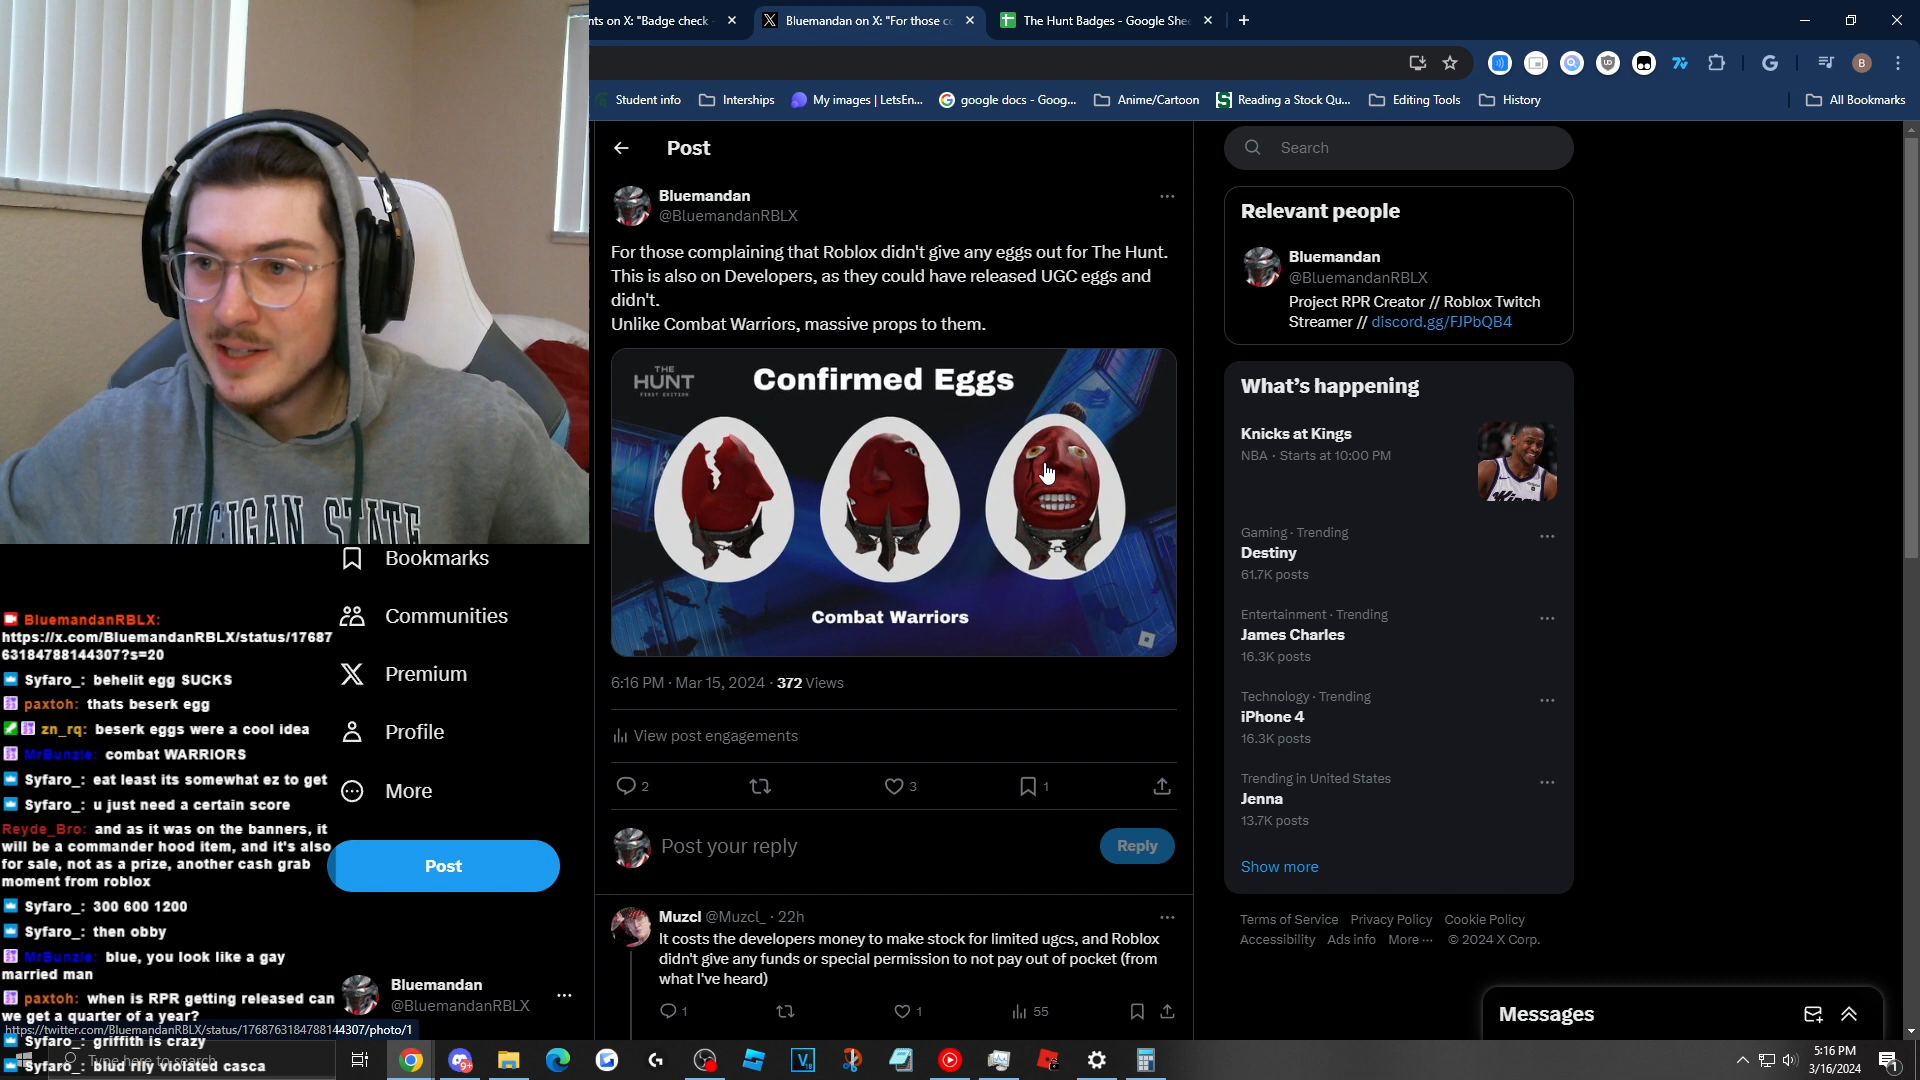 nts on X: "Badge check
Bluemandan on X: "For those co
The Hunt Badges - Google She
Student info
Interships
My images | LetsEn...
google docs - Goog...
Anime/Cartoon
Reading a Stock Qu...
Editing Tools
History
All Bookmarks
Post
Search
Bluemandan
@BluemandanRBLX
For those complaining that Roblox didn't give any eggs out for The Hunt.
This is also on Developers, as they could have released UGC eggs and
didn't.
Unlike Combat Warriors, massive props to them.
THE
HUNT
FIRST EDITION
Confirmed Eggs
Combat Warriors
6:16 PM · Mar 15, 2024 · 372 Views
View post engagements
2
3
1
Post your reply
Reply
Muzcl @Muzcl_ · 22h
It costs the developers money to make stock for limited ugcs, and Roblox
didn't give any funds or special permission to not pay out of pocket (from
what I've heard)
1
1
55
Relevant people
Bluemandan
@BluemandanRBLX
Project RPR Creator // Roblox Twitch
Streamer // discord.gg/FJPbQB4
What's happening
Knicks at Kings
NBA · Starts at 10:00 PM
Gaming · Trending
Destiny
61.7K posts
Entertainment · Trending
James Charles
16.3K posts
Technology · Trending
iPhone 4
16.3K posts
Trending in United States
Jenna
13.7K posts
Show more
Terms of Service Privacy Policy Cookie Policy
Accessibility Ads info More ··· © 2024 X Corp.
Messages
Bookmarks
Communities
Premium
Profile
More
Post
Bluemandan
@BluemandanRBLX
BluemandanRBLX:
https://x.com/BluemandanRBLX/status/17687
63184788144307?s=20
Syfaro_: behelit egg SUCKS
paxtoh: thats beserk egg
zn_rq: beserk eggs were a cool idea
MrBunzie: combat WARRIORS
Syfaro_: eat least its somewhat ez to get
Syfaro_: u just need a certain score
Reyde_Bro: and as it was on the banners, it
will be a commander hood item, and it's also
for sale, not as a prize, another cash grab
moment from roblox
Syfaro_: 300 600 1200
Syfaro_: then obby
MrBunzie: blue, you look like a gay
married man
paxtoh: when is RPR getting released can
we get a quarter of a year?
https://twitter.com/BluemandanRBLX/status/1768763184788144307/photo/1
Syfaro_: griffith is crazy
Syfaro_: blud rlly violated casca
Type here to search
5:16 PM
3/16/2024